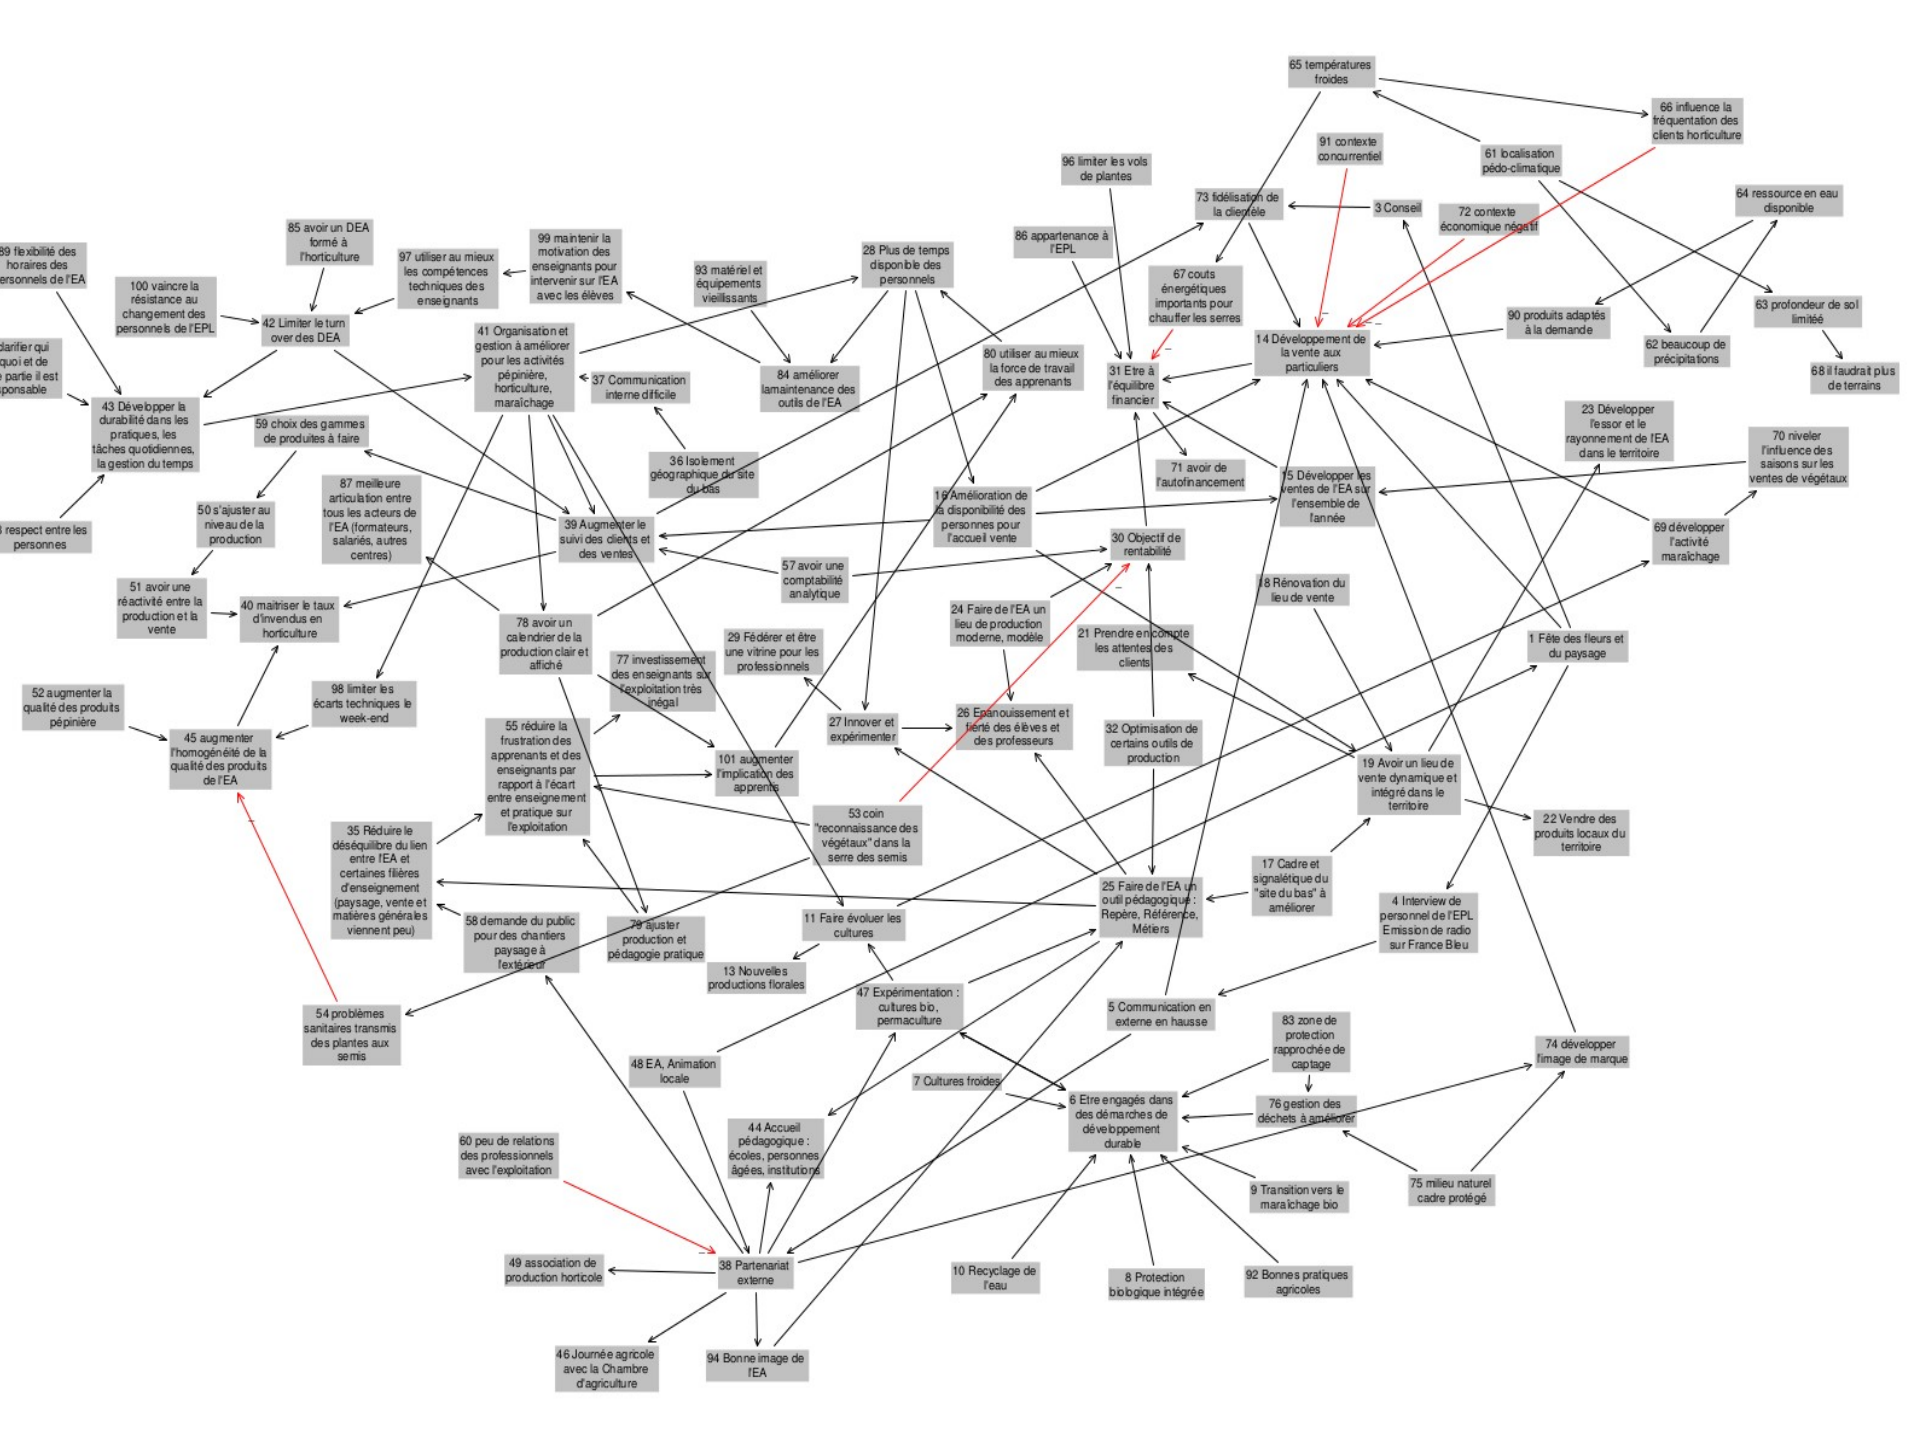 65 températures
froides
66 influence la
fréquentation des
clients horticulture
91 contexte
concurrentiel
61 localisation
pédo-climatique
96 limiter les vols
de plantes
73 fidélisation de
la clientèle
3 Conseil
72 contexte
économique négatif
64 ressource en eau
disponible
85 avoir un DEA
formé à
l'horticulture
89 flexibilité des
horaires des
ersonnels de l'EA
97 utiliser au mieux
les compétences
techniques des
enseignants
99 maintenir la
motivation des
enseignants pour
intervenir sur l'EA
avec les élèves
93 matériel et
équipements
vieillissants
28 Plus de temps
disponible des
personnels
86 appartenance à
l'EPL
67 couts
énergétiques
importants pour
chauffer les serres
100 vaincre la
résistance au
changement des
personnels de l'EPL
42 Limiter le turn
over des DEA
41 Organisation et
gestion à améliorer
pour les activités
pépinière,
horticulture,
maraîchage
90 produits adaptés
à la demande
63 profondeur de sol
limitéé
62 beaucoup de
précipitations
68 il faudrait plus
de terrains
14 Développement de
la vente aux
particuliers
larifier qui
quoi et de
partie il est
sponsable
37 Communication
interne difficile
84 améliorer
lamaintenance des
outils de l'EA
80 utiliser au mieux
la force de travail
des apprenants
31 Etre à
l'équilibre
financier
43 Développer la
durabilité dans les
pratiques, les
tâches quotidiennes,
la gestion du temps
59 choix des gammes
de produites à faire
36 Isolement
géographique du site
du bas
71 avoir de
l'autofinancement
23 Développer
l'essor et le
rayonnement de l'EA
dans le territoire
70 niveler
l'influence des
saisons sur les
ventes de végétaux
87 meilleure
articulation entre
tous les acteurs de
l'EA (formateurs,
salariés, autres
centres)
50 s'ajuster au
niveau de la
production
39 Augmenter le
suivi des clients et
des ventes
16 Amélioration de
la disponibilité des
personnes pour
l'accueil vente
15 Développer les
ventes de l'EA sur
l'ensemble de
l'année
respect entre les
personnes
30 Objectif de
rentabilité
69 développer
l'activité
maraîchage
51 avoir une
réactivité entre la
production et la
vente
40 maitriser le taux
d'invendus en
horticulture
57 avoir une
comptabilité
analytique
18 Rénovation du
lieu de vente
78 avoir un
calendrier de la
production clair et
affiché
29 Fédérer et être
une vitrine pour les
professionnels
24 Faire de l'EA un
lieu de production
moderne, modèle
21 Prendre en compte
les attentes des
clients
1 Fête des fleurs et
du paysage
77 investissement
des enseignants sur
l'exploitation très
inégal
52 augmenter la
qualité des produits
pépinière
98 limiter les
écarts techniques le
week-end
45 augmenter
l'homogénéité de la
qualité des produits
de l'EA
55 réduire la
frustration des
apprenants et des
enseignants par
rapport à l'écart
entre enseignement
et pratique sur
l'exploitation
27 Innover et
expérimenter
26 Epanouissement et
fierté des élèves et
des professeurs
32 Optimisation de
certains outils de
production
101 augmenter
l'implication des
apprentis
19 Avoir un lieu de
vente dynamique et
intégré dans le
territoire
53 coin
"reconnaissance des
végétaux" dans la
serre des semis
22 Vendre des
produits locaux du
territoire
35 Réduire le
déséquilibre du lien
entre l'EA et
certaines filières
d'enseignement
(paysage, vente et
matières générales
viennent peu)
17 Cadre et
signalétique du
"site du bas" à
améliorer
25 Faire de l'EA un
outil pédagogique :
Repère, Référence,
Métiers
4 Interview de
personnel de l'EPL
Emission de radio
sur France Bleu
58 demande du public
pour des chantiers
paysage à
l'extérieur
79 ajuster
production et
pédagogie pratique
11 Faire évoluer les
cultures
13 Nouvelles
productions florales
47 Expérimentation :
cultures bio,
permaculture
5 Communication en
externe en hausse
54 problèmes
sanitaires transmis
des plantes aux
semis
83 zone de
protection
rapprochée de
captage
74 développer
l'image de marque
48 EA, Animation
locale
7 Cultures froides
6 Etre engagés dans
des démarches de
développement
durable
76 gestion des
déchets à améliorer
44 Accueil
pédagogique :
écoles, personnes
âgées, institutions
60 peu de relations
des professionnels
avec l'exploitation
9 Transition vers le
maraîchage bio
75 milieu naturel
cadre protégé
49 association de
production horticole
38 Partenariat
externe
10 Recyclage de
l'eau
8 Protection
biologique intégrée
92 Bonnes pratiques
agricoles
46 Journée agricole
avec la Chambre
d'agriculture
94 Bonne image de
l'EA